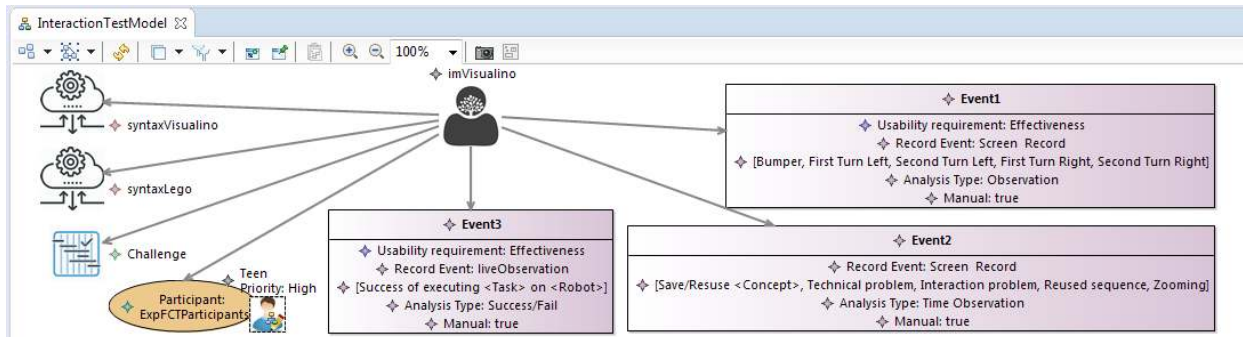 InteractionTestModel
100%
imVisualino
syntaxVisualino
syntaxLego
Challenge
Teen
Priority: High
Participant:
ExpFCTParticipants
Event3
Usability requirement: Effectiveness
Record Event: liveObservation
[Success of executing <Task> on <Robot>]
Analysis Type: Success/Fail
Manual: true
Event1
Usability requirement: Effectiveness
Record Event: Screen Record
[Bumper, First Turn Left, Second Turn Left, First Turn Right, Second Turn Right]
Analysis Type: Observation
Manual: true
Event2
Record Event: Screen Record
[Save/Resuse <Concept>, Technical problem, Interaction problem, Reused sequence, Zooming]
Analysis Type: Time Observation
Manual: true